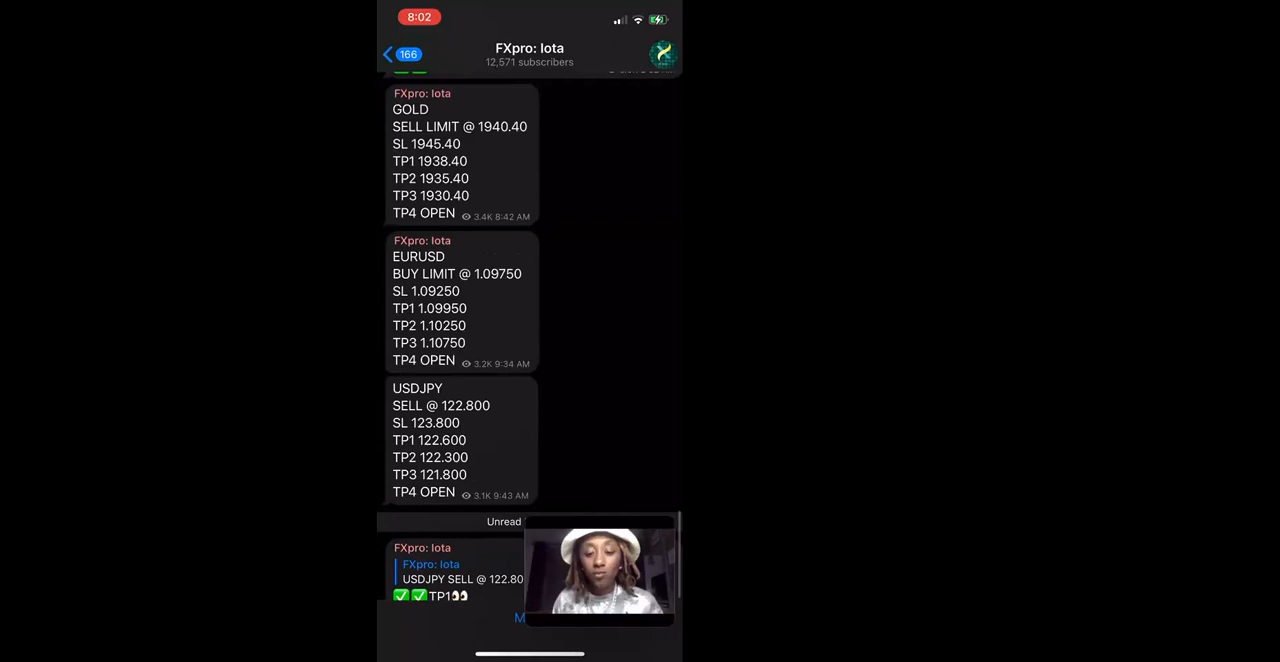 8:02
166
FXpro: Iota
12,571 subscribers
FXpro: Iota
GOLD
SELL LIMIT @ 1940.40
SL 1945.40
TP1 1938.40
TP2 1935.40
TP3 1930.40
TP4 OPEN 3.4K 8:42 AM
FXpro: Iota
EURUSD
BUY LIMIT @ 1.09750
SL 1.09250
TP1 1.09950
TP2 1.10250
TP3 1.10750
TP4 OPEN 3.2K 9:34 AM
USDJPY
SELL @ 122.800
SL 123.800
TP1 122.600
TP2 122.300
TP3 121.800
TP4 OPEN 3.1K 9:43 AM
Unread
FXpro: Iota
FXpro: Iota
USDJPY SELL @ 122.80
✅✅TP1👀